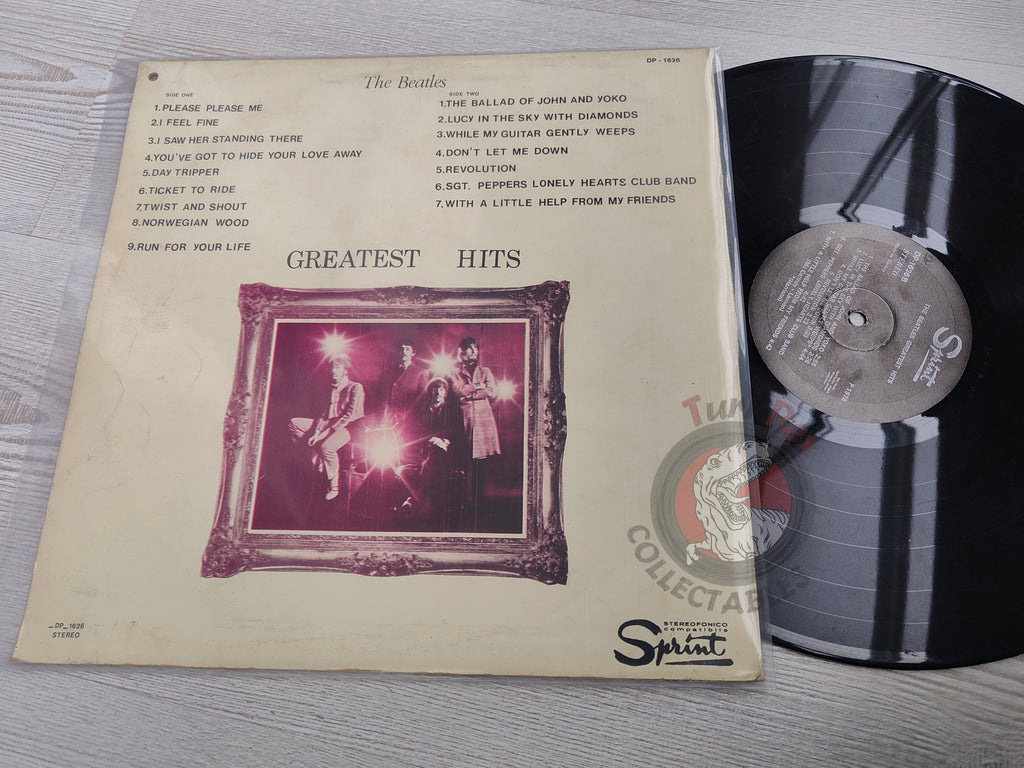 The Beatles
DP - 1626
SIDE ONE
1.PLEASE PLEASE ME
2.I FEEL FINE
3.I SAW HER STANDING THERE
4.YOU'VE GOT TO HIDE YOUR LOVE AWAY
5.DAY TRIPPER
6.TICKET TO RIDE
7.TWIST AND SHOUT
8.NORWEGIAN WOOD
9.RUN FOR YOUR LIFE
SIDE TWO
1.THE BALLAD OF JOHN AND YOKO
2.LUCY IN THE SKY WITH DIAMONDS
3.WHILE MY GUITAR GENTLY WEEPS
4.DON'T LET ME DOWN
5.REVOLUTION
6.SGT. PEPPERS LONELY HEARTS CLUB BAND
7.WITH A LITTLE HELP FROM MY FRIENDS
GREATEST HITS
_DP_1626
STEREO
STEREOFONICO
compatibile
Sprint
THE BEATLES GREATEST HITS
Sprint
P 1978
COLLECTABLES